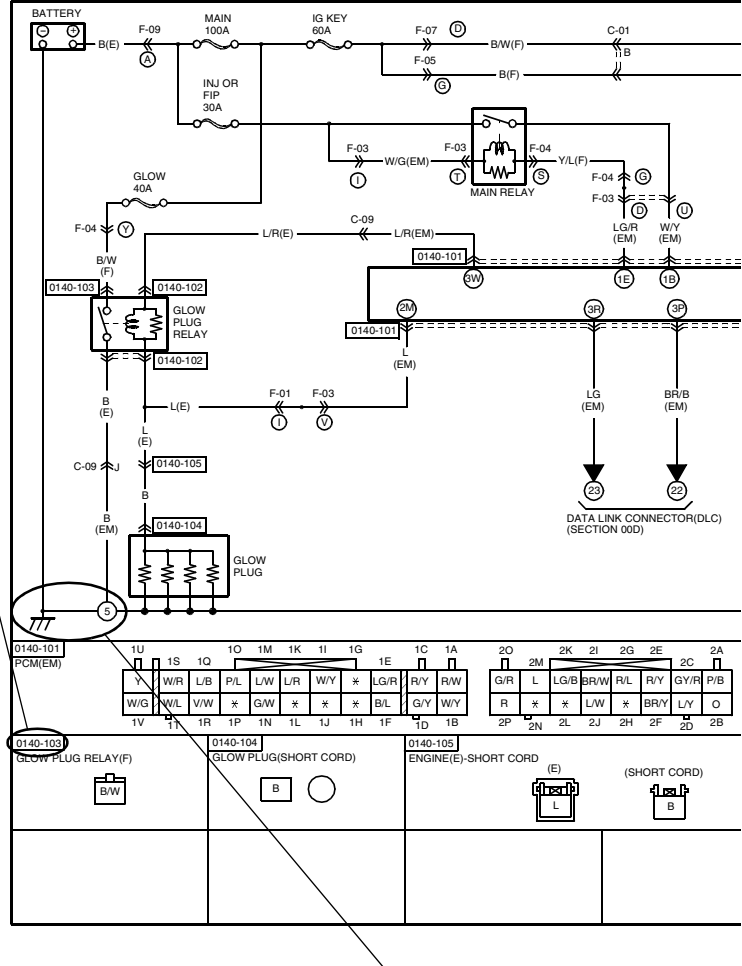 BATTERY
− +
B(E)
F-09
A
MAIN
100A
IG KEY
60A
F-07
D
B/W(F)
C-01
B
F-05
G
B(F)
INJ OR
FIP
30A
F-03
I
W/G(EM)
F-03
T
MAIN RELAY
F-04
S
Y/L(F)
F-04
G
F-03
D
U
LG/R
(EM)
W/Y
(EM)
GLOW
40A
F-04
Y
B/W
(F)
L/R(E)
C-09
L/R(EM)
0140-101
3W
1E
1B
0140-103
0140-102
GLOW
PLUG
RELAY
0140-102
2M
3R
3P
0140-101
L
(EM)
LG
(EM)
BR/B
(EM)
B
(E)
L(E)
F-01
F-03
I
V
L
(E)
C-09
J
0140-105
B
B
(EM)
0140-104
GLOW
PLUG
23
22
DATA LINK CONNECTOR(DLC)
(SECTION 00D)
5
0140-101
PCM(EM)
1U 1S 1Q 1O 1M 1K 1I 1G 1E 1C 1A
Y W/R L/B P/L L/W L/R W/Y * LG/R R/Y R/W
W/G W/L V/W * G/W * * * B/L G/Y W/Y
1V 1T 1R 1P 1N 1L 1J 1H 1F 1D 1B
2O 2M 2K 2I 2G 2E 2C 2A
G/R L LG/B BR/W R/L R/Y GY/R P/B
R * * L/W * BR/Y L/Y O
2P 2N 2L 2J 2H 2F 2D 2B
0140-103
GLOW PLUG RELAY(F)
B/W
0140-104
GLOW PLUG(SHORT CORD)
B
0140-105
ENGINE(E)-SHORT CORD
(E)
L
(SHORT CORD)
B